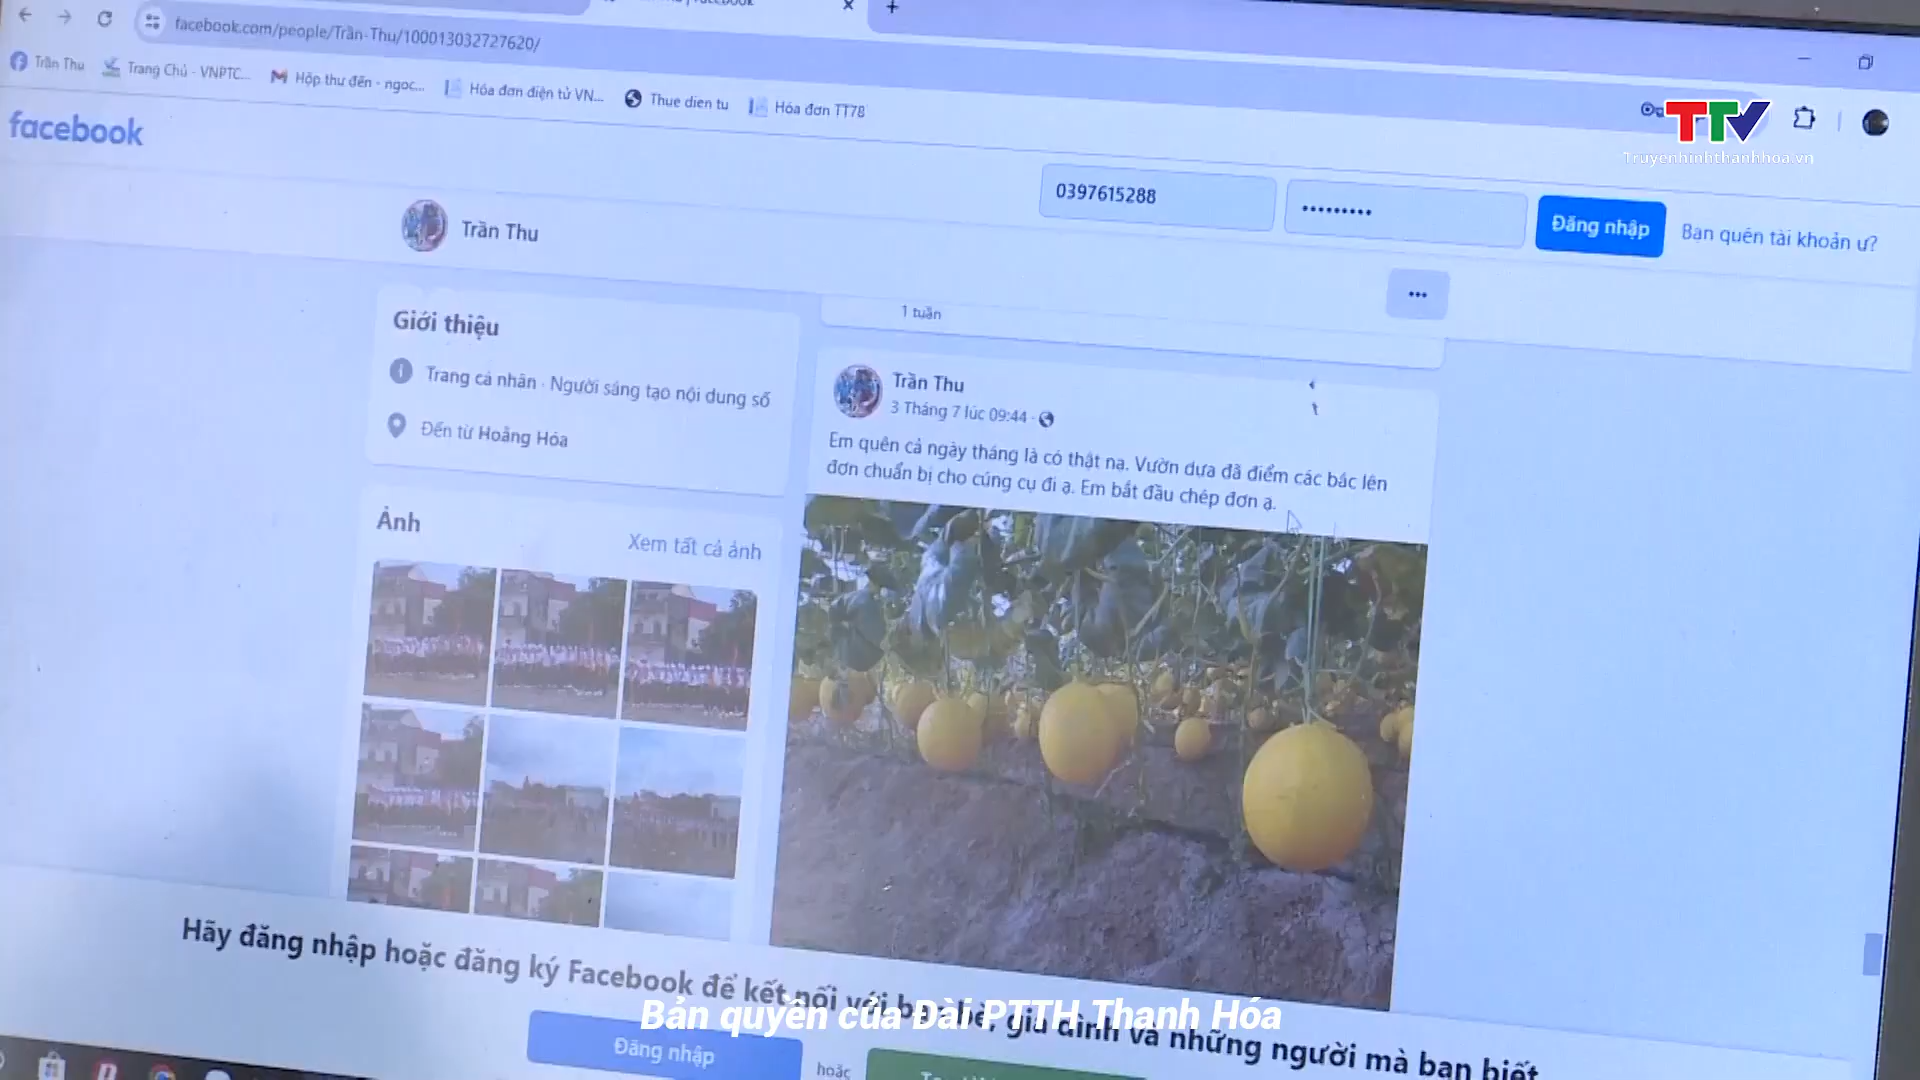 facebook.com/people/Trần-Thu/100013032727620/
Trần Thu
Trang Chủ - VNPTC...
Hộp thư đến - ngoc...
Hóa đơn điện tử VN...
Thue dien tu
Hóa đơn TT78
TTV
Truyenhinhthanhhoa.vn
facebook
0397615288
Đăng nhập
Bạn quên tài khoản ư?
Trần Thu
Giới thiệu
Trang cá nhân · Người sáng tạo nội dung số
Đến từ Hoằng Hóa
Ảnh
Xem tất cả ảnh
1 tuần
Trần Thu
3 Tháng 7 lúc 09:44 ·
Em quên cả ngày tháng là có thật nạ. Vườn dưa đã điểm các bác lên
đơn chuẩn bị cho cúng cụ đi ạ. Em bắt đầu chép đơn ạ.
Hãy đăng nhập hoặc đăng ký Facebook để kết nối với bạn bè, gia đình và những người mà bạn biết
Bản quyền của Đài PTTH Thanh Hóa
Đăng nhập
hoặc